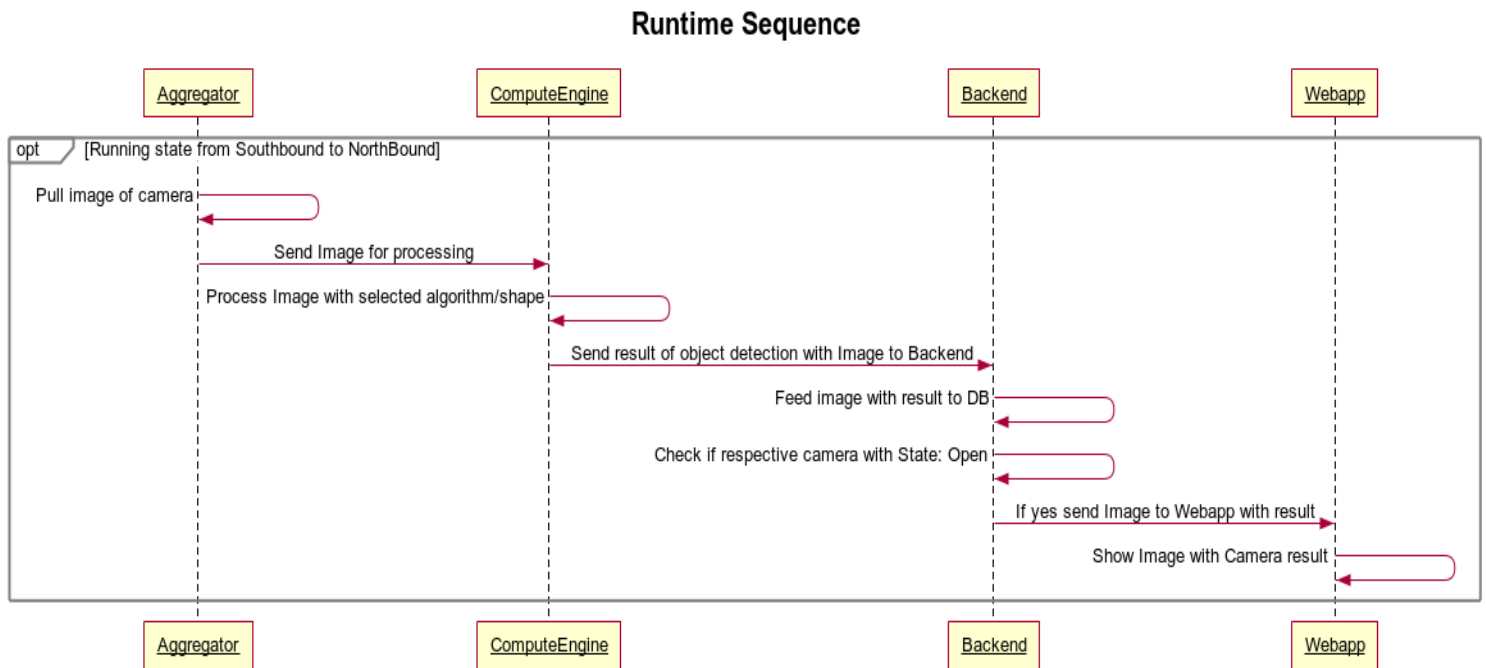 Runtime Sequence
Aggregator ComputeEngine Backend Webapp
opt [Running state from Southbound to NorthBound]
Pull image of camera
Send Image for processing
Process Image with selected algorithm/shape
Send result of object detection with Image to Backend
Feed image with result to DB
Check if respective camera with State: Open
If yes send Image to Webapp with result
Show Image with Camera result
Aggregator ComputeEngine Backend Webapp